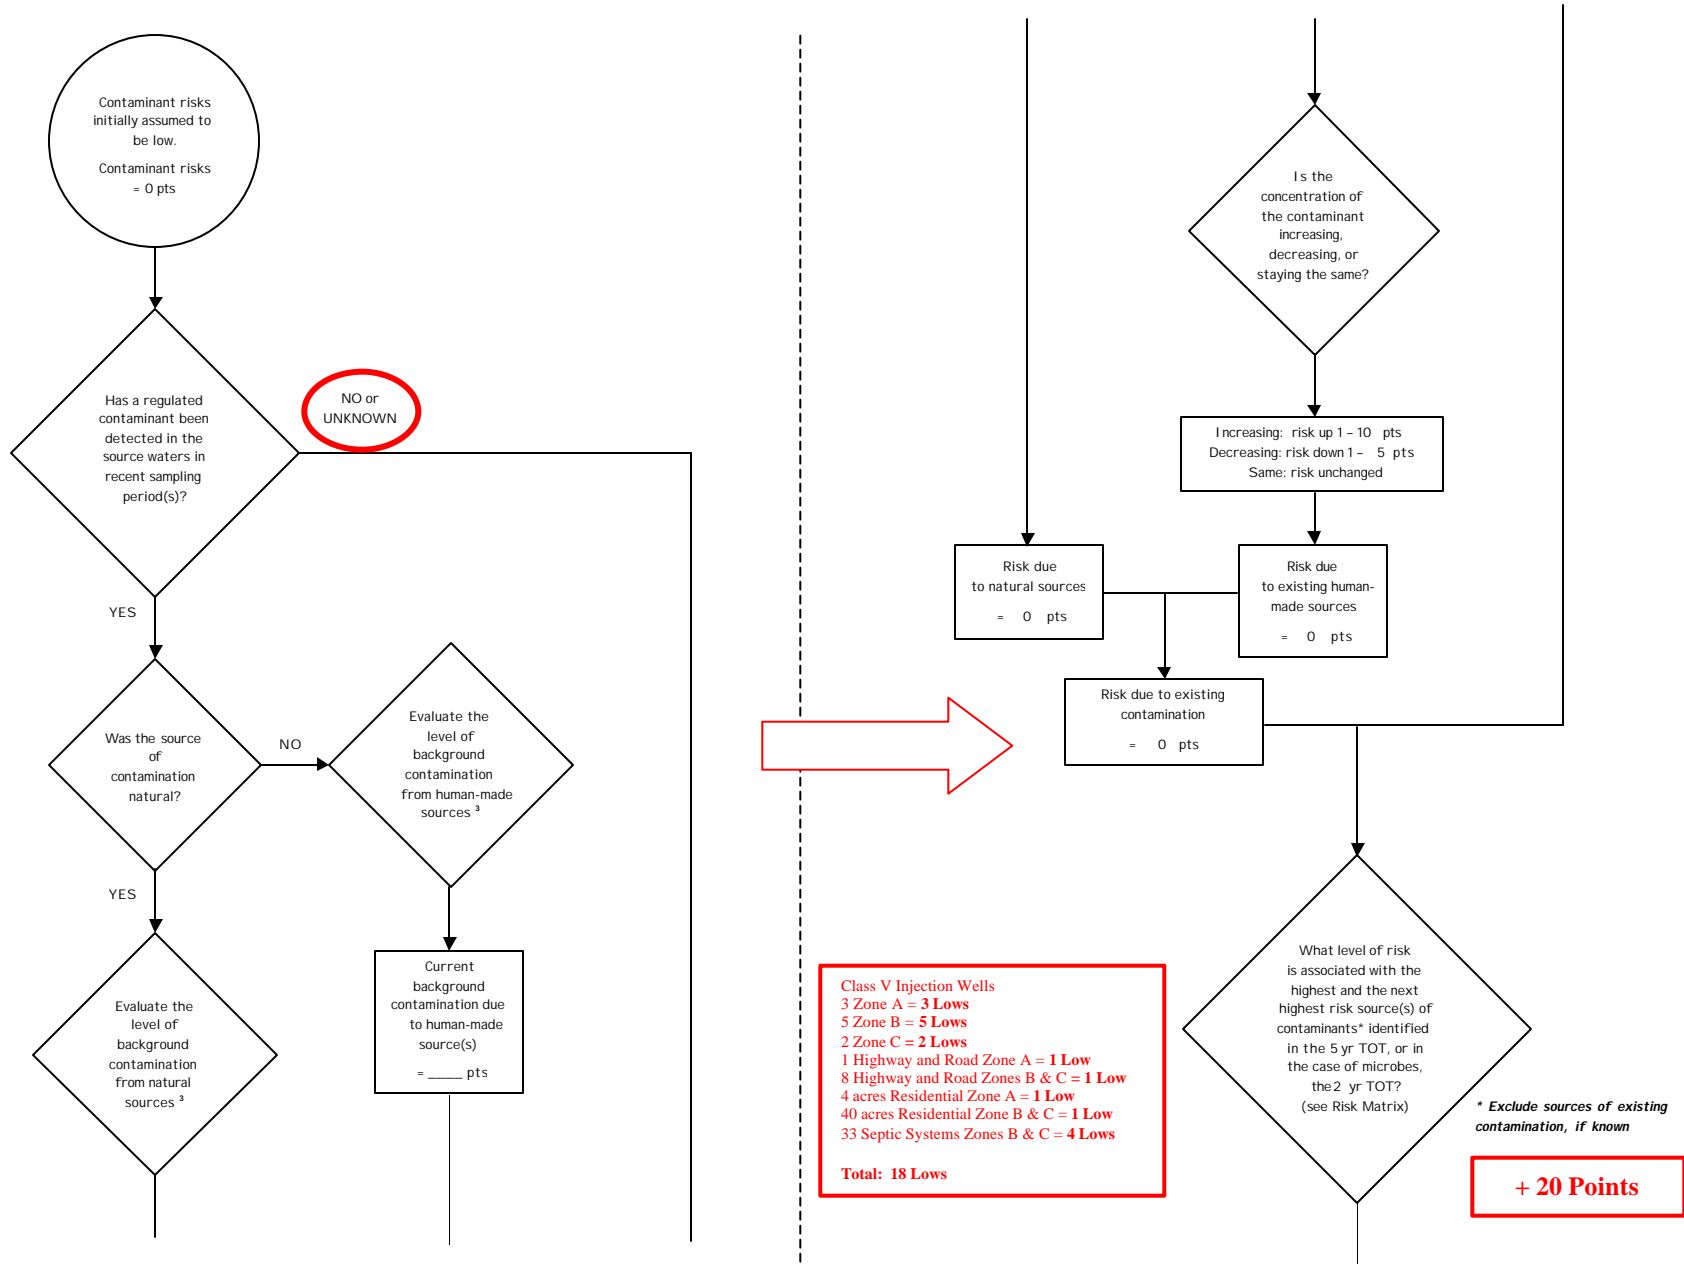 Contaminant risks
initially assumed to
be low.
Contaminant risks
= 0 pts
Has a regulated
contaminant been
detected in the
source waters in
recent sampling
period(s)?
NO or
UNKNOWN
YES
Was the source
of
contamination
natural?
NO
Evaluate the
level of
background
contamination
from human-made
sources ³
YES
Evaluate the
level of
background
contamination
from natural
sources ³
Current
background
contamination due
to human-made
source(s)
= ____ pts
Is the
concentration of
the contaminant
increasing,
decreasing, or
staying the same?
Increasing: risk up 1 – 10 pts
Decreasing: risk down 1 – 5 pts
Same: risk unchanged
Risk due
to natural sources
= 0 pts
Risk due
to existing human-
made sources
= 0 pts
Risk due to existing
contamination
= 0 pts
What level of risk
is associated with the
highest and the next
highest risk source(s) of
contaminants* identified
in the 5 yr TOT, or in
the case of microbes,
the 2 yr TOT?
(see Risk Matrix)
* Exclude sources of existing
contamination, if known
+ 20 Points
Class V Injection Wells
3 Zone A = 3 Lows
5 Zone B = 5 Lows
2 Zone C = 2 Lows
1 Highway and Road Zone A = 1 Low
8 Highway and Road Zones B & C = 1 Low
4 acres Residential Zone A = 1 Low
40 acres Residential Zone B & C = 1 Low
33 Septic Systems Zones B & C = 4 Lows
Total: 18 Lows